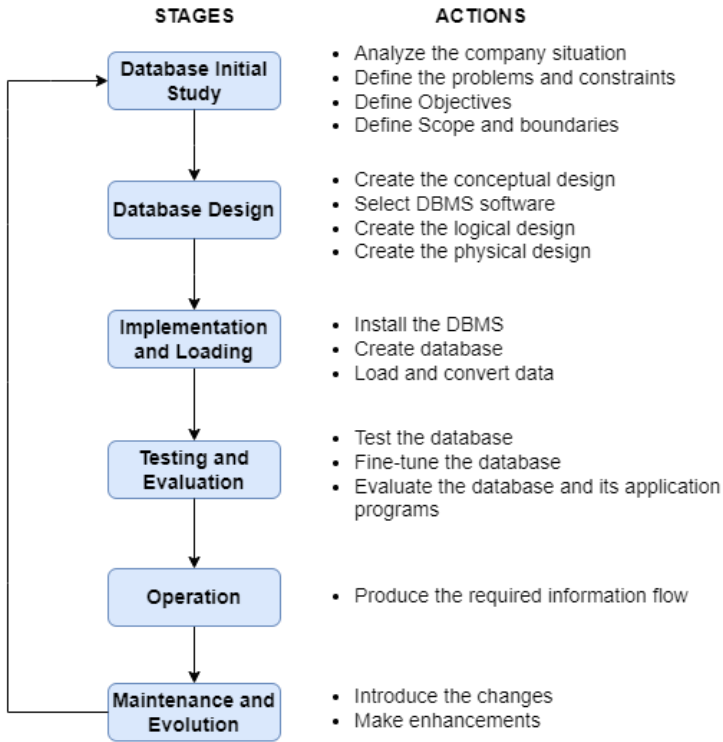 STAGES
ACTIONS
Database Initial
Study
• Analyze the company situation
• Define the problems and constraints
• Define Objectives
• Define Scope and boundaries
Database Design
• Create the conceptual design
• Select DBMS software
• Create the logical design
• Create the physical design
Implementation
and Loading
• Install the DBMS
• Create database
• Load and convert data
Testing and
Evaluation
• Test the database
• Fine-tune the database
• Evaluate the database and its application
programs
Operation
• Produce the required information flow
Maintenance and
Evolution
• Introduce the changes
• Make enhancements